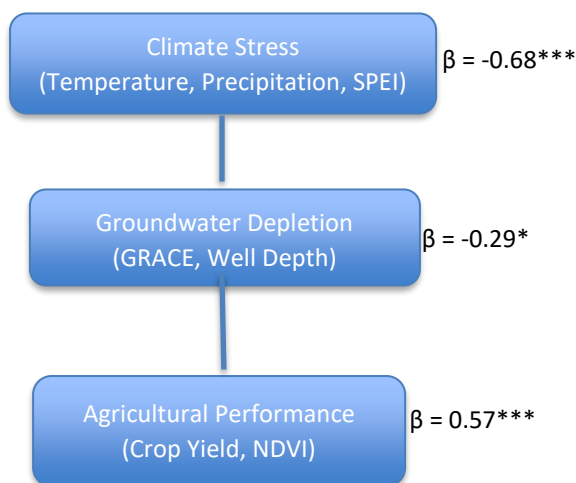 Climate Stress
(Temperature, Precipitation, SPEI)
β = -0.68***
Groundwater Depletion
(GRACE, Well Depth)
β = -0.29*
Agricultural Performance
(Crop Yield, NDVI)
β = 0.57***